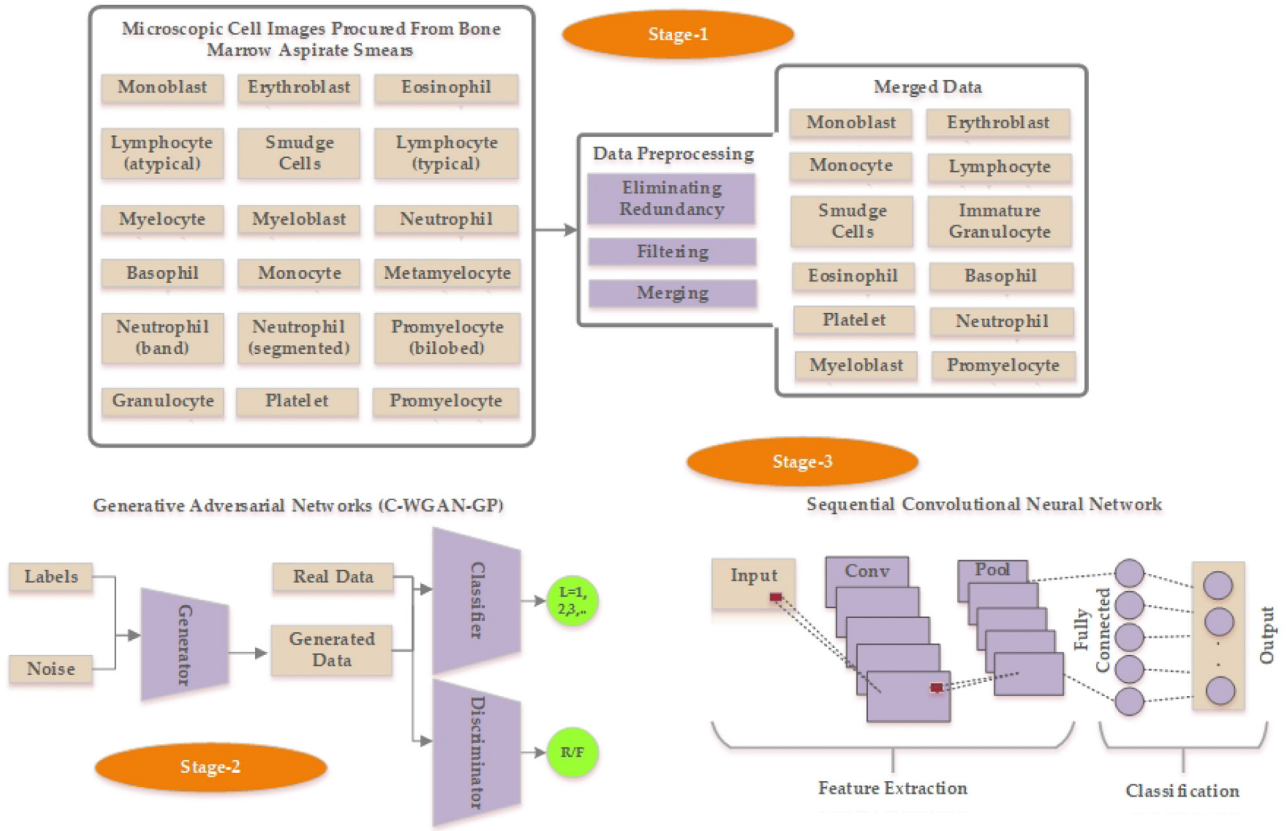 Microscopic Cell Images Procured From Bone
Marrow Aspirate Smears
Monoblast
Erythroblast
Eosinophil
Lymphocyte
(atypical)
Smudge
Cells
Lymphocyte
(typical)
Myelocyte
Myeloblast
Neutrophil
Basophil
Monocyte
Metamyelocyte
Neutrophil
(band)
Neutrophil
(segmented)
Promyelocyte
(bilobed)
Granulocyte
Platelet
Promyelocyte
Stage-1
Data Preprocessing
Eliminating
Redundancy
Filtering
Merging
Merged Data
Monoblast
Erythroblast
Monocyte
Lymphocyte
Smudge
Cells
Immature
Granulocyte
Eosinophil
Basophil
Platelet
Neutrophil
Myeloblast
Promyelocyte
Generative Adversarial Networks (C-WGAN-GP)
Labels
Noise
Generator
Real Data
Generated
Data
Classifier
L=1,
2,3,..
Discriminator
R/F
Stage-2
Stage-3
Sequential Convolutional Neural Network
Input
Conv
Pool
Fully
Connected
Output
Feature Extraction
Classification